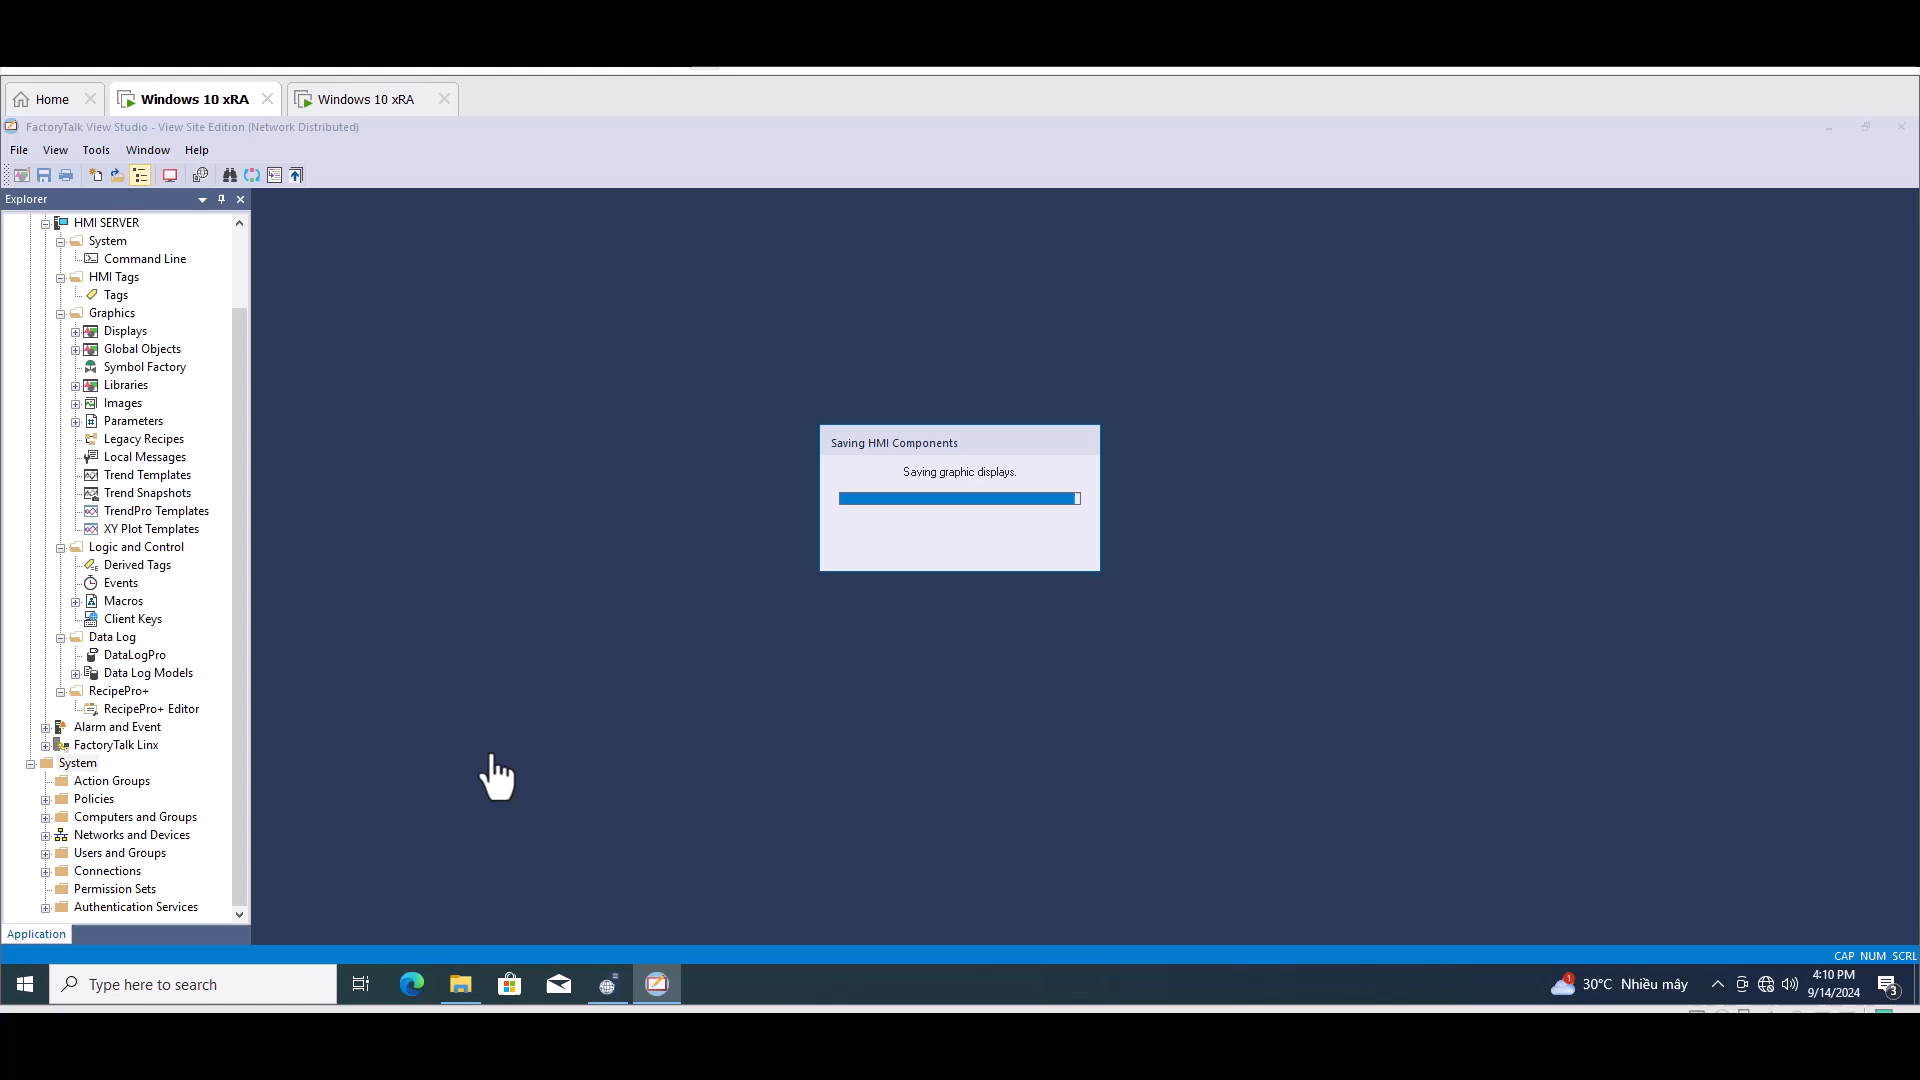 Home
Windows 10 xRA
Windows 10 xRA
FactoryTalk View Studio - View Site Edition (Network Distributed)
File View Tools Window Help
Explorer
HMI SERVER
System
Command Line
HMI Tags
Tags
Graphics
Displays
Global Objects
Symbol Factory
Libraries
Images
Parameters
Legacy Recipes
Local Messages
Trend Templates
Trend Snapshots
TrendPro Templates
XY Plot Templates
Logic and Control
Derived Tags
Events
Macros
Client Keys
Data Log
DataLogPro
Data Log Models
RecipePro+
RecipePro+ Editor
Alarm and Event
FactoryTalk Linx
System
Action Groups
Policies
Computers and Groups
Networks and Devices
Users and Groups
Connections
Permission Sets
Authentication Services
Application
Saving HMI Components
Saving graphic displays.
CAP NUM SCRL
Type here to search
1
30°C Nhiều mây
4:10 PM
9/14/2024
3